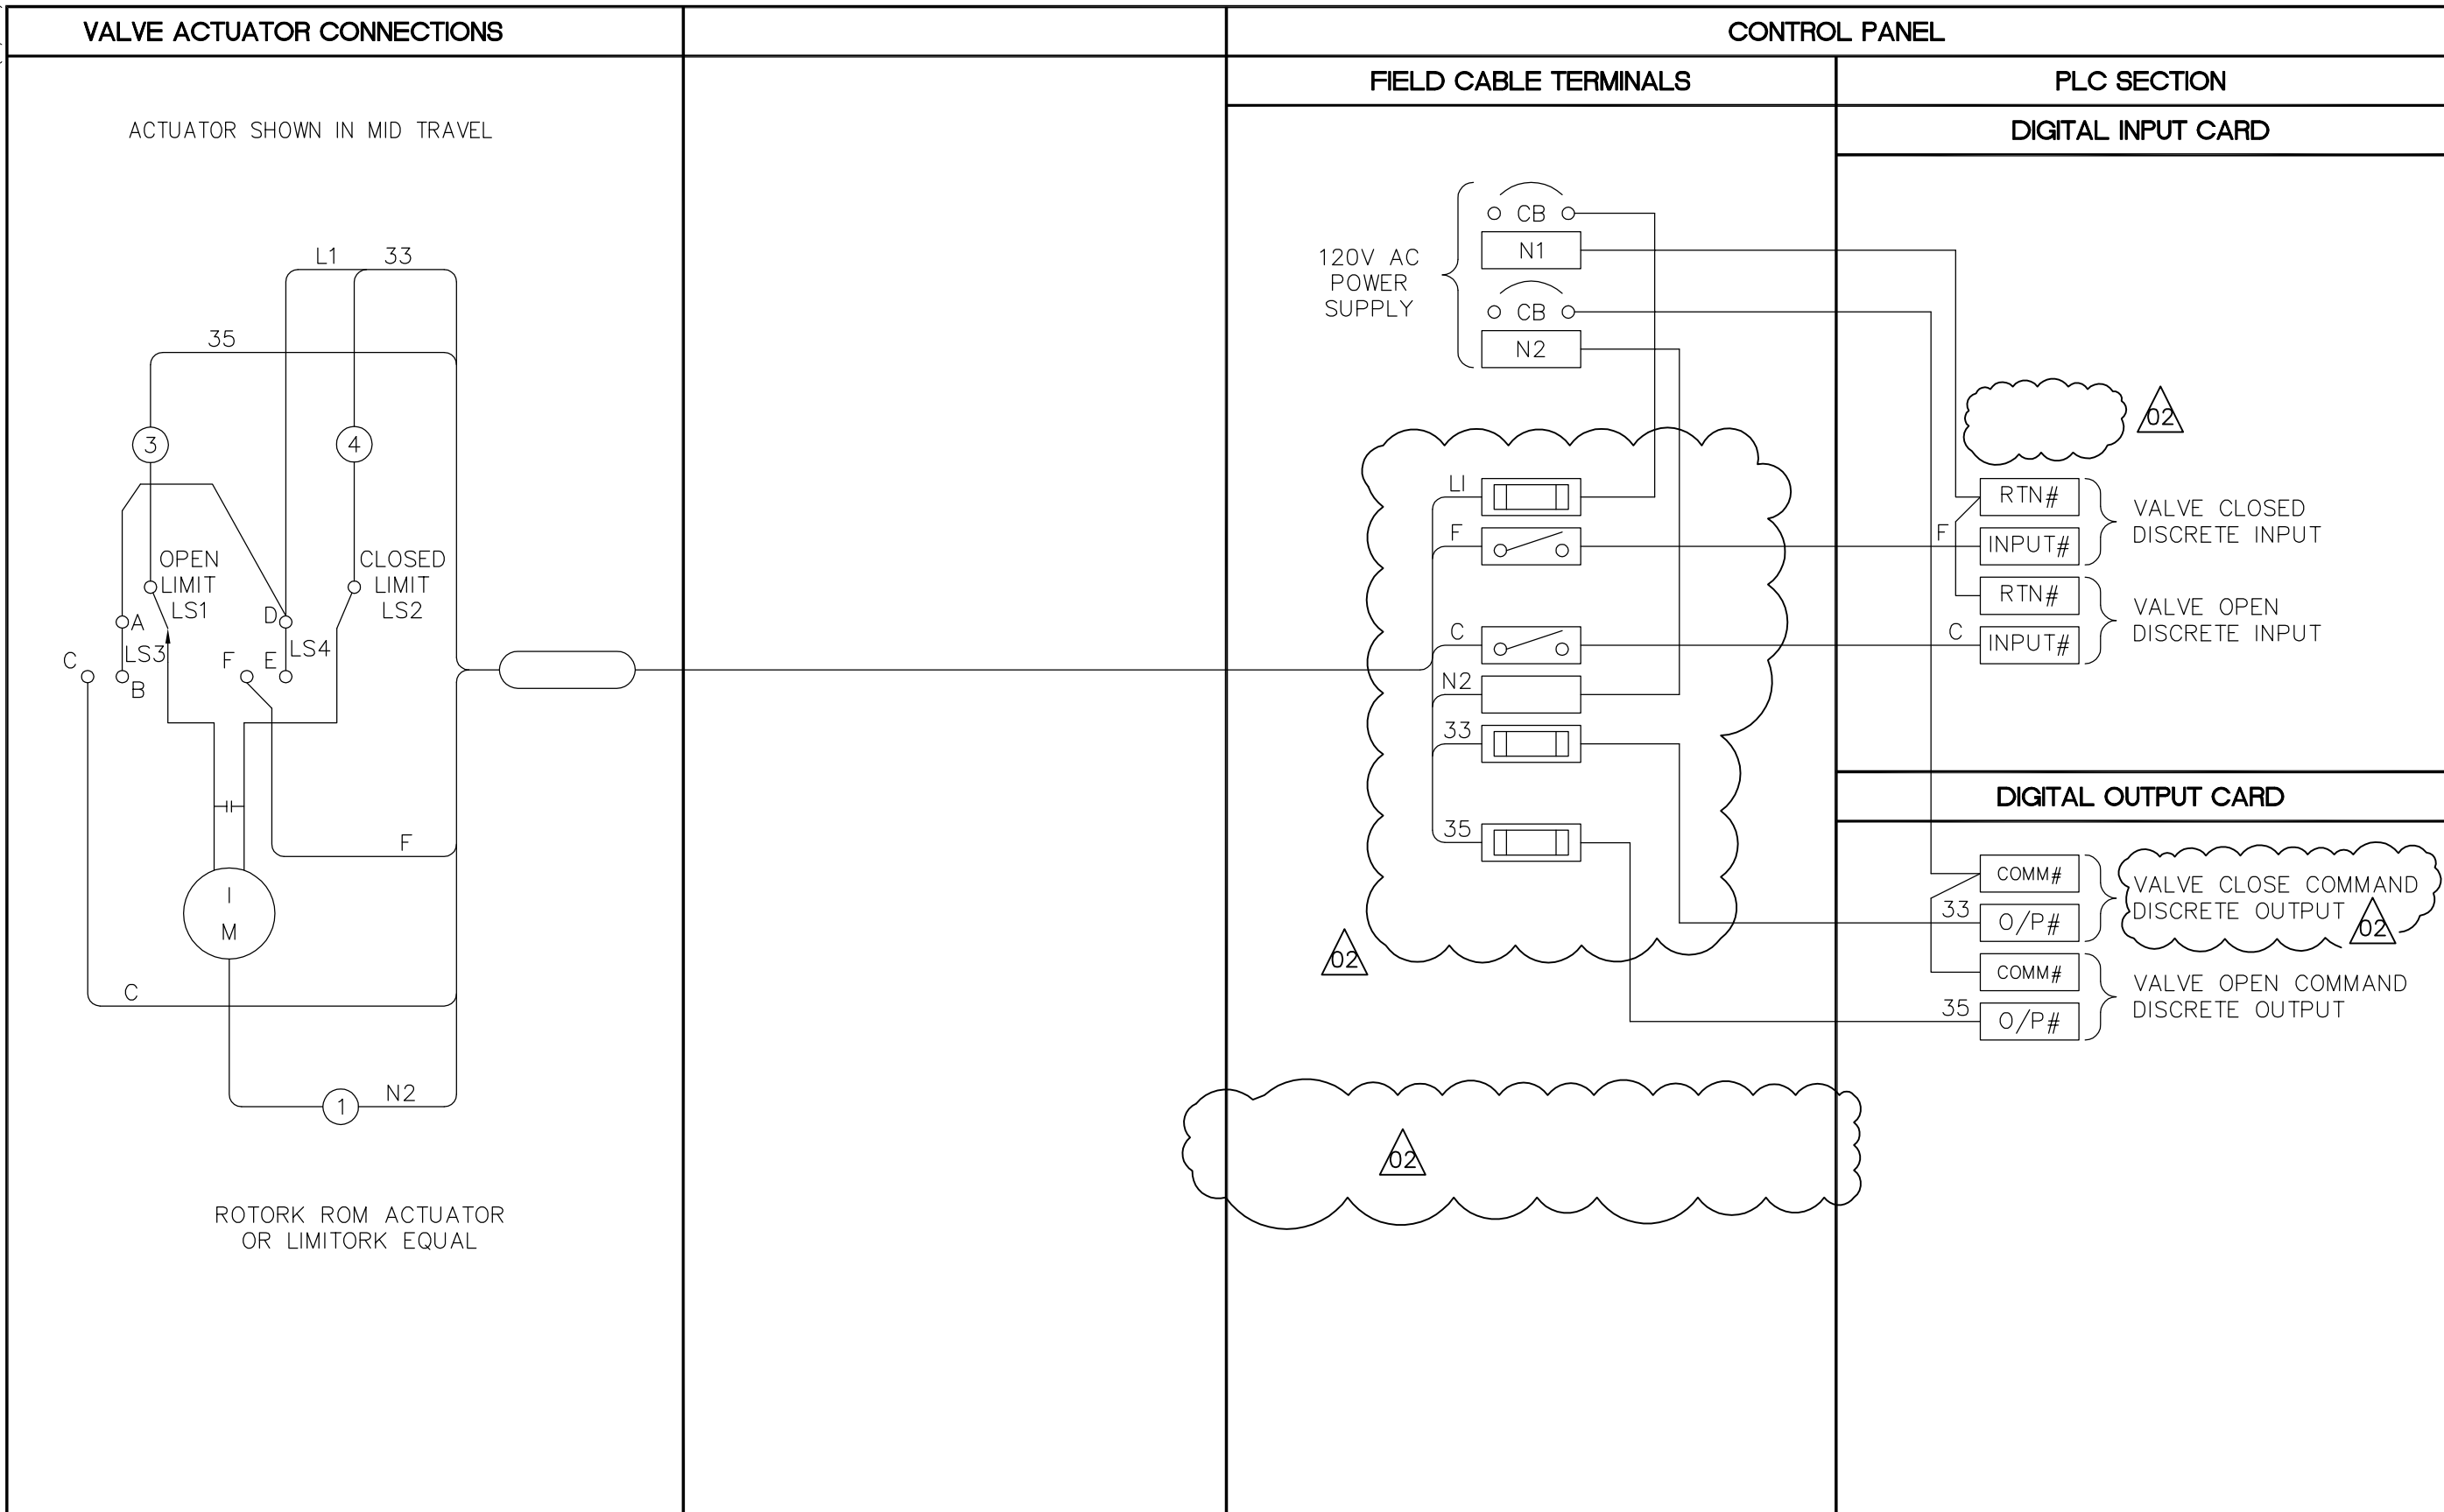 VALVE ACTUATOR CONNECTIONS
CONTROL PANEL
FIELD CABLE TERMINALS
PLC SECTION
DIGITAL INPUT CARD
ACTUATOR SHOWN IN MID TRAVEL
L1
33
35
3
4
OPEN
LIMIT
LS1
CLOSED
LIMIT
LS2
A
D
LS3
LS4
C
B
F
E
F
I
M
C
1
N2
ROTORK ROM ACTUATOR
OR LIMITORK EQUAL
120V AC
POWER
SUPPLY
CB
N1
CB
N2
LI
F
C
N2
33
35
02
02
02
RTN#
F
INPUT#
VALVE CLOSED
DISCRETE INPUT
RTN#
C
INPUT#
VALVE OPEN
DISCRETE INPUT
DIGITAL OUTPUT CARD
COMM#
33
O/P#
VALVE CLOSE COMMAND
DISCRETE OUTPUT
02
COMM#
35
O/P#
VALVE OPEN COMMAND
DISCRETE OUTPUT